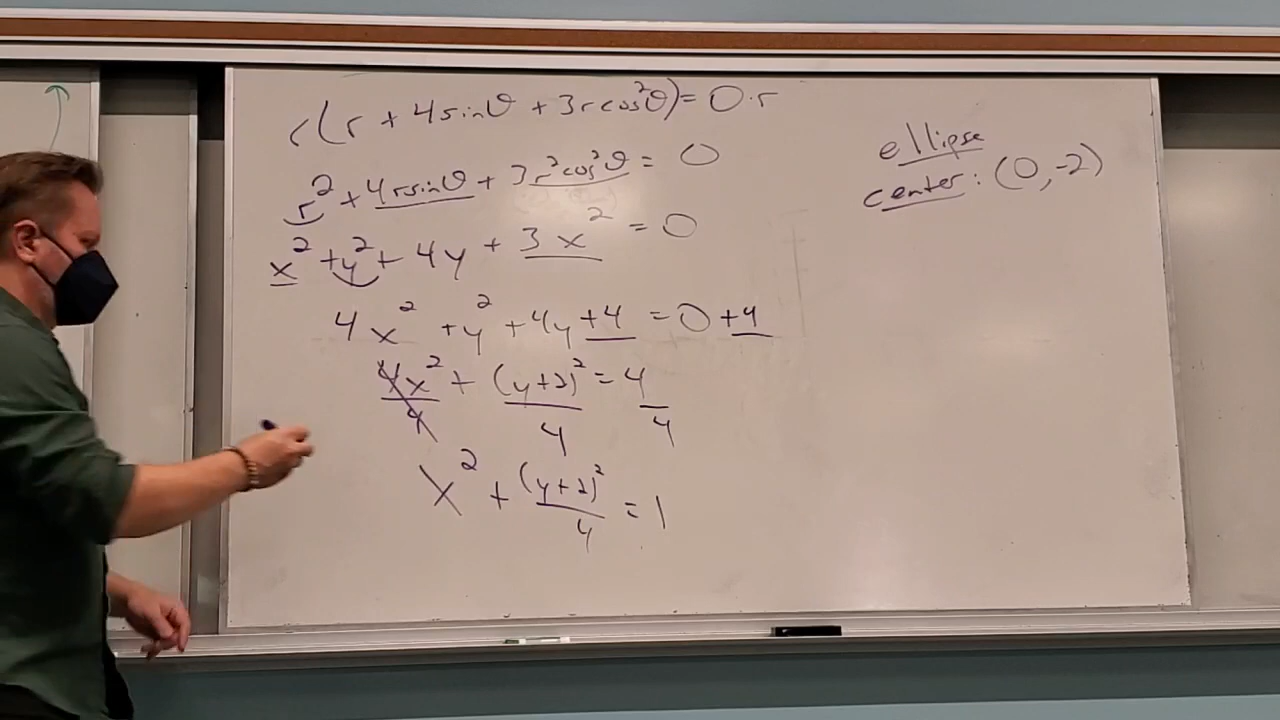 r(r + 4sinθ + 3rcos²θ) = 0·r
r² + 4rsinθ + 3r²cos²θ = 0
x² + y² + 4y + 3x² = 0
4x² + y² + 4y + 4 = 0 + 4
4x²/4 + (y+2)²/4 = 4/4
x² + (y+2)²/4 = 1
ellipse
center: (0,-2)